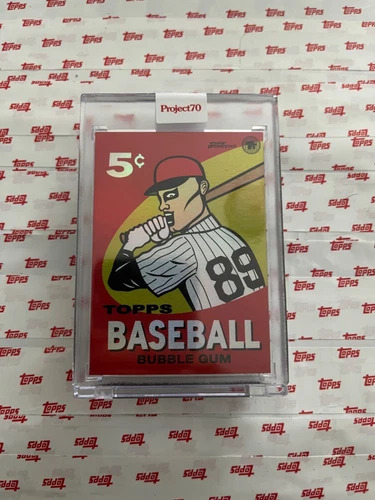 Project70
5¢
89
TOPPS
BASEBALL
BUBBLE GUM